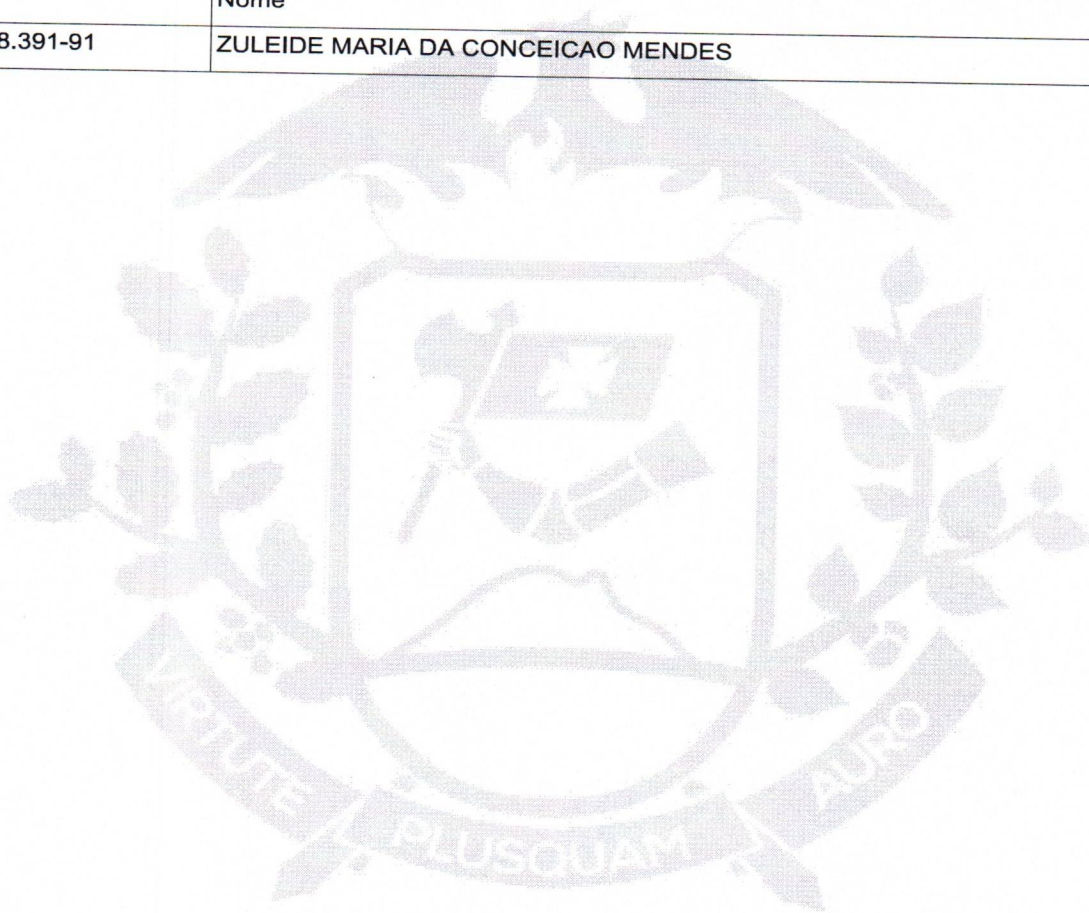 Nome
8.391-91 ZULEIDE MARIA DA CONCEICAO MENDES
VIRTUTE PLUSQUAM AURO